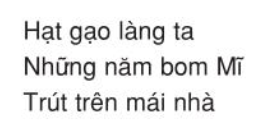 Hạt gạo làng ta
Những năm bom Mĩ
Trút trên mái nhà